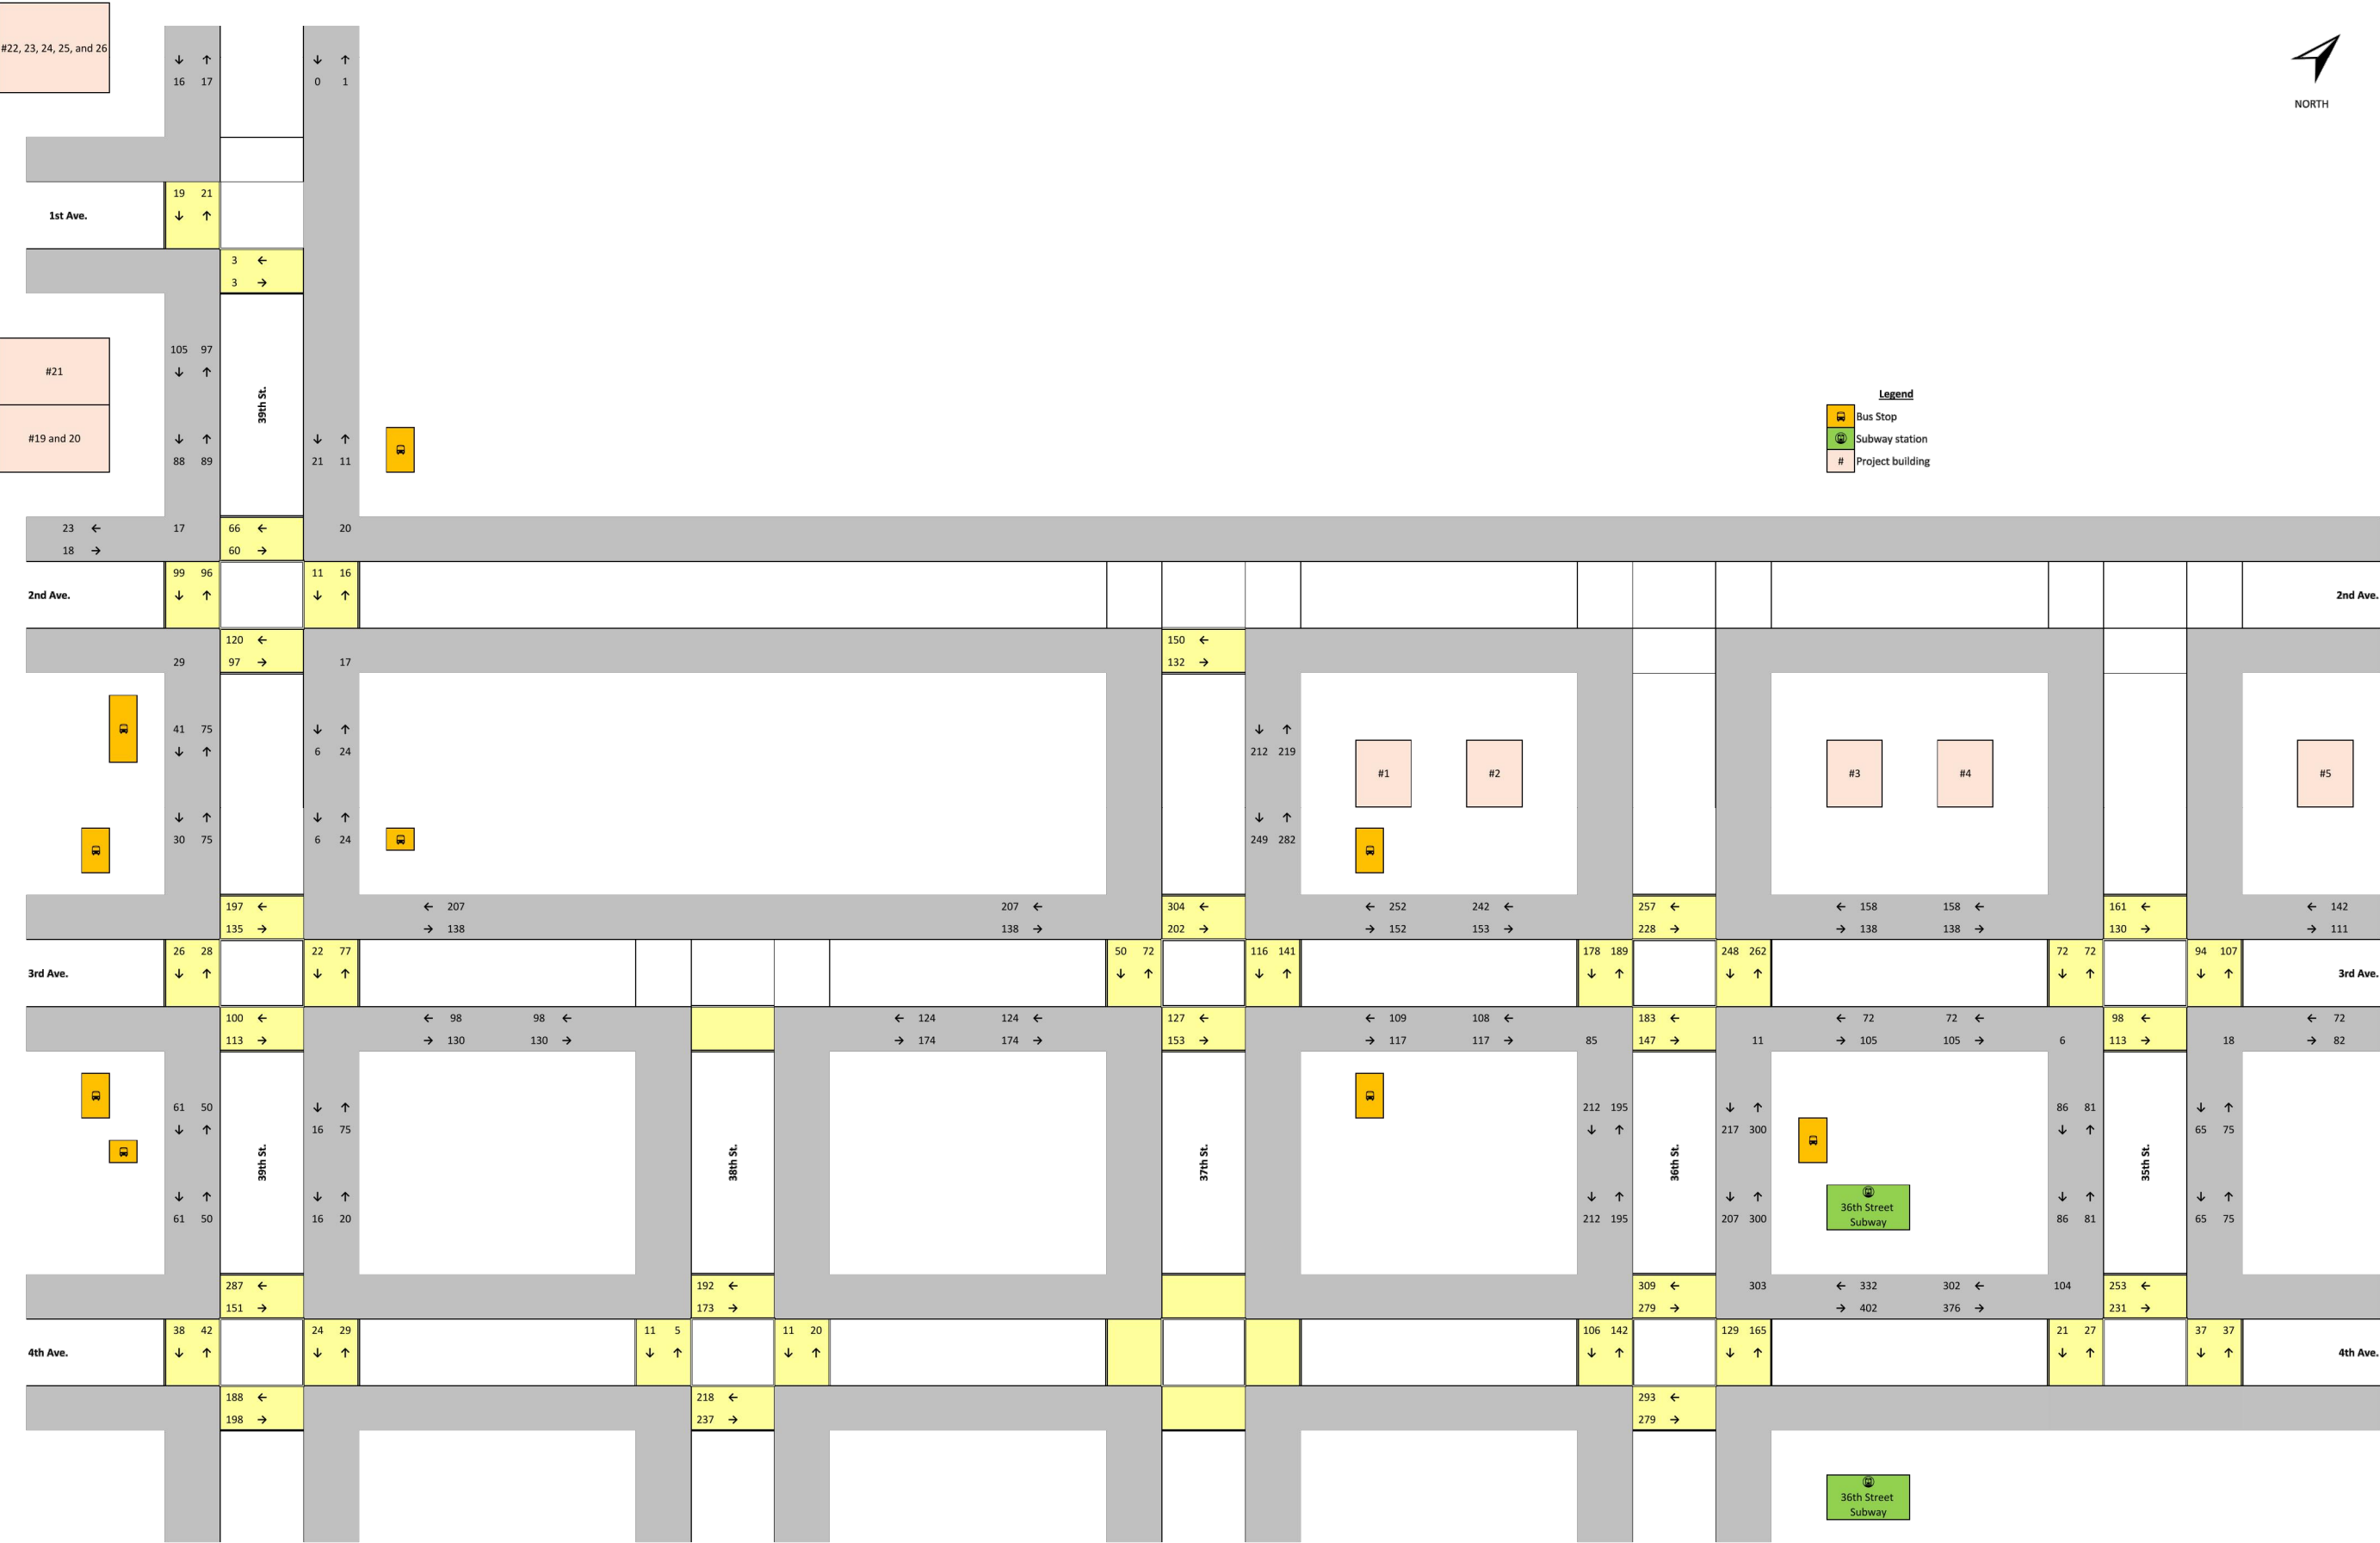 #22, 23, 24, 25, and 26
↓ ↑ ↓ ↑
16 17 0 1
NORTH
19 21
1st Ave. ↓ ↑
3 ←
3 →
105 97
#21 ↓ ↑
39th St.
Legend
Bus Stop
#19 and 20 ↓ ↑ ↓ ↑ Subway station
88 89 21 11 # Project building
23 ← 17 66 ← 20
18 → 60 →
99 96 11 16
2nd Ave. ↓ ↑ ↓ ↑ 2nd Ave.
120 ← 150 ←
29 97 → 17 132 →
41 75 ↓ ↑ ↓ ↑
↓ ↑ 6 24 212 219
#1 #2 #3 #4 #5
↓ ↑ ↓ ↑ ↓ ↑
30 75 6 24 249 282
197 ← ← 207 207 ← 304 ← ← 252 242 ← 257 ← ← 158 158 ← 161 ← ← 142
135 → → 138 138 → 202 → → 152 153 → 228 → → 138 138 → 130 → → 111
26 28 22 77 50 72 116 141 178 189 248 262 72 72 94 107
3rd Ave. ↓ ↑ ↓ ↑ ↓ ↑ ↓ ↑ ↓ ↑ ↓ ↑ ↓ ↑ ↓ ↑ 3rd Ave.
100 ← ← 98 98 ← ← 124 124 ← 127 ← ← 109 108 ← 183 ← ← 72 72 ← 98 ← ← 72
113 → → 130 130 → → 174 174 → 153 → → 117 117 → 85 147 → 11 → 105 105 → 6 113 → 18 → 82
61 50 ↓ ↑ 212 195 ↓ ↑ 86 81 ↓ ↑
↓ ↑ 16 75 ↓ ↑ 217 300 ↓ ↑ 65 75
39th St. 38th St. 37th St. 36th St. 35th St.
↓ ↑ ↓ ↑ ↓ ↑ ↓ ↑ 36th Street ↓ ↑ ↓ ↑
61 50 16 20 212 195 207 300 Subway 86 81 65 75
287 ← 192 ← 309 ← 303 ← 332 302 ← 104 253 ←
151 → 173 → 279 → → 402 376 → 231 →
38 42 24 29 11 5 11 20 106 142 129 165 21 27 37 37
4th Ave. ↓ ↑ ↓ ↑ ↓ ↑ ↓ ↑ ↓ ↑ ↓ ↑ ↓ ↑ ↓ ↑ 4th Ave.
188 ← 218 ← 293 ←
198 → 237 → 279 →
36th Street
Subway